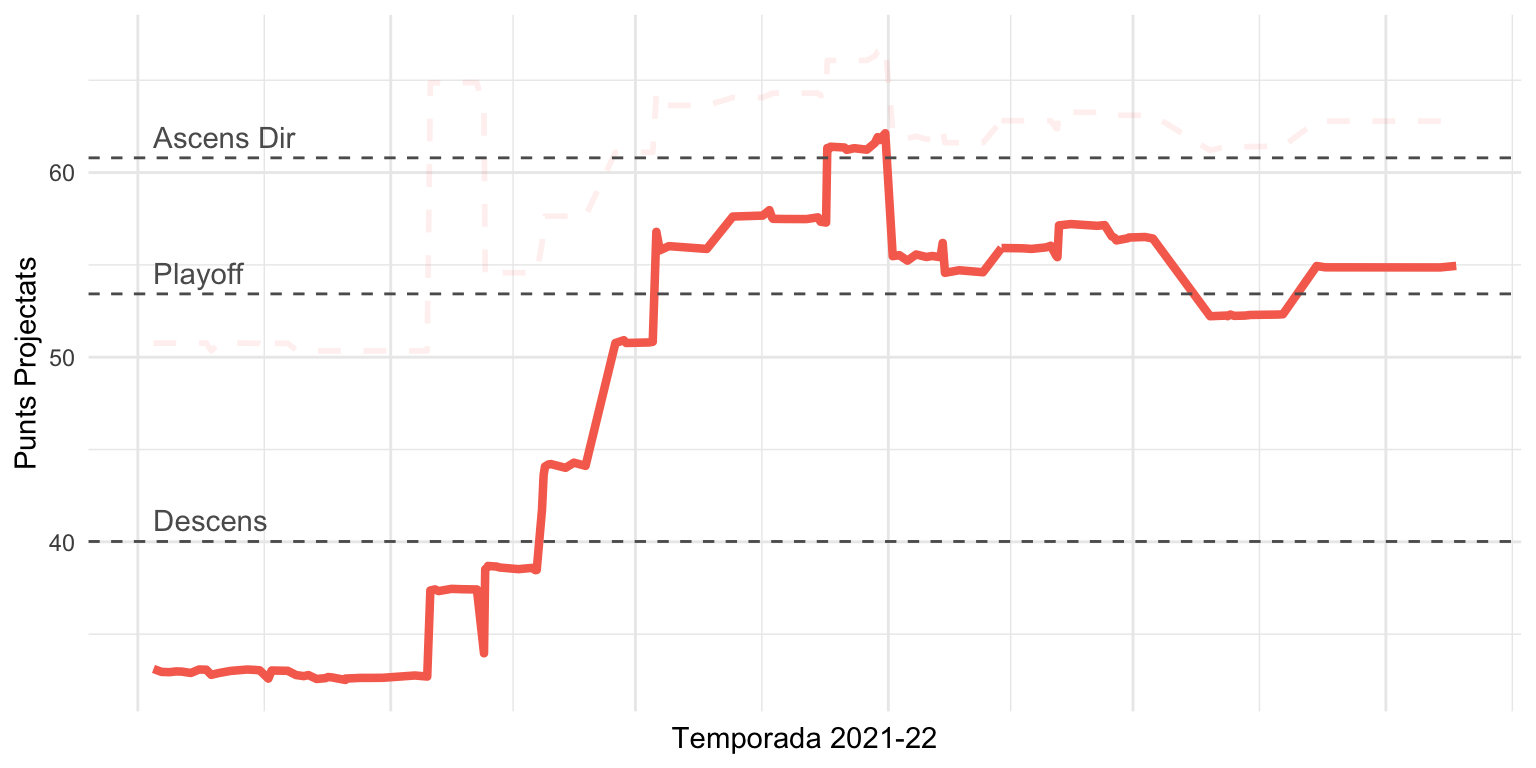 Ascens Dir
60
Playoff
50
Descens
40
Punts Projectats
Temporada 2021-22